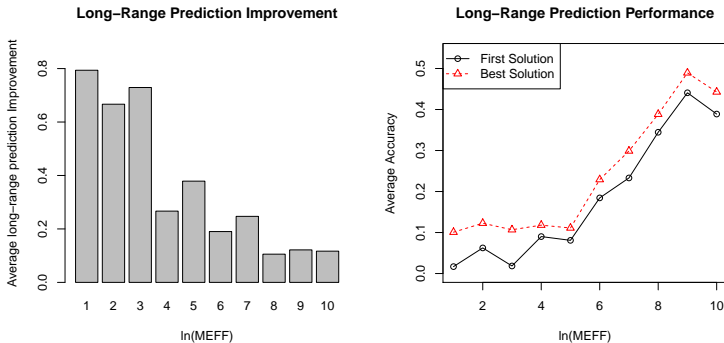 Long−Range Prediction Improvement
Average long−range prediction Improvement
0.8
0.6
0.4
0.2
0.0
1 2 3 4 5 6 7 8 9 10
ln(MEFF)
Long−Range Prediction Performance
First Solution
Best Solution
Average Accuracy
0.5
0.4
0.3
0.2
0.1
0.0
2 4 6 8 10
ln(MEFF)